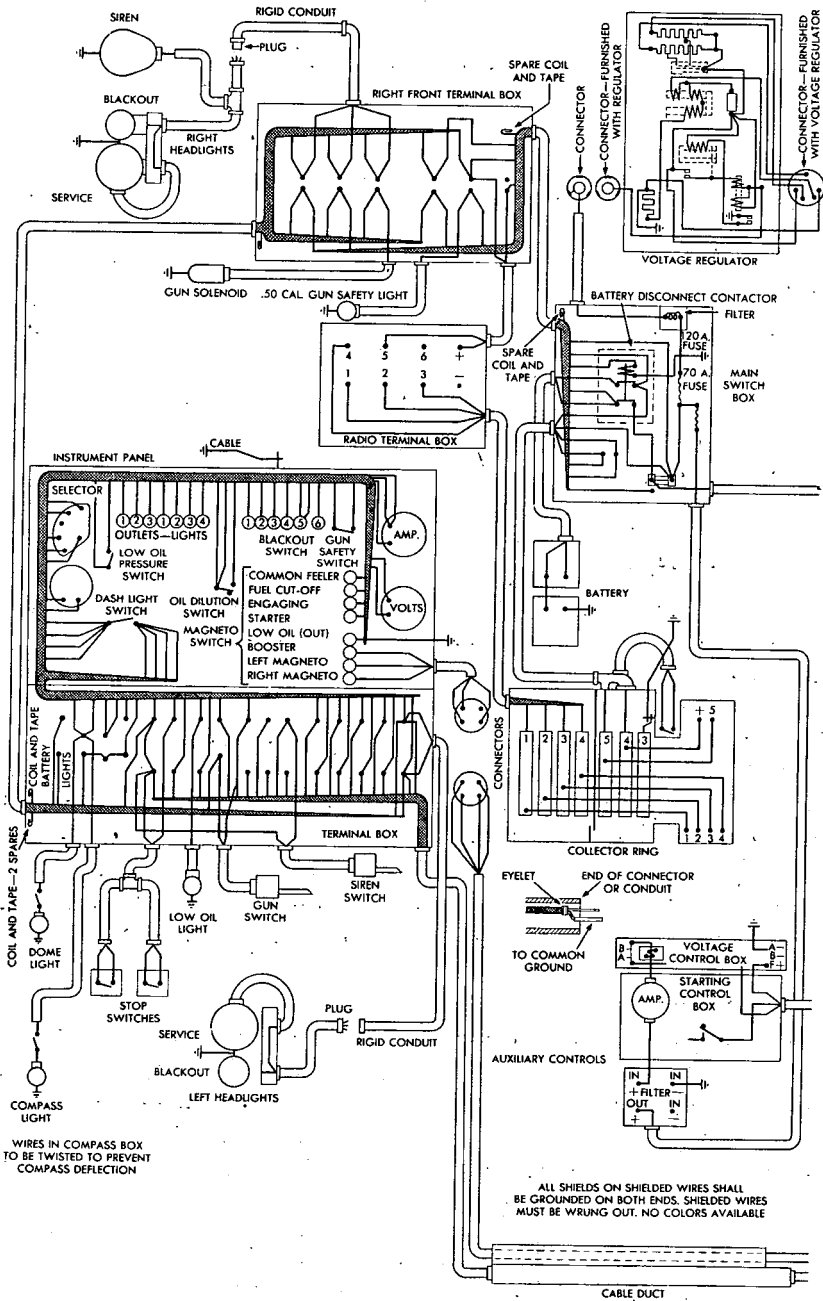 SIREN
RIGID CONDUIT
PLUG
BLACKOUT
RIGHT
HEADLIGHTS
SERVICE
RIGHT FRONT TERMINAL BOX
SPARE COIL
AND TAPE
CONNECTOR
CONNECTOR—FURNISHED
WITH REGULATOR
CONNECTOR—FURNISHED
WITH VOLTAGE REGULATOR
VOLTAGE REGULATOR
GUN SOLENOID
.50 CAL. GUN SAFETY LIGHT
BATTERY DISCONNECT CONTACTOR
FILTER
120 A.
FUSE
70 A.
FUSE
MAIN
SWITCH
BOX
SPARE
COIL AND
TAPE
4 5 6 +
1 2 3 –
RADIO TERMINAL BOX
CABLE
INSTRUMENT PANEL
SELECTOR
1 2 3 1 2 3 4
OUTLETS—LIGHTS
1 2 3 4 5 6
BLACKOUT
SWITCH
GUN
SAFETY
SWITCH
AMP.
LOW OIL
PRESSURE
SWITCH
DASH LIGHT
SWITCH
OIL DILUTION
SWITCH
MAGNETO
SWITCH
COMMON FEELER
FUEL CUT-OFF
ENGAGING
STARTER
LOW OIL (OUT)
BOOSTER
LEFT MAGNETO
RIGHT MAGNETO
VOLTS
BATTERY
COIL AND TAPE
BATTERY
LIGHTS
TERMINAL BOX
COIL AND TAPE—2 SPARES
CONNECTORS
1 2 3 4 5 4 3
+ 5
1 2 3 4
COLLECTOR RING
DOME
LIGHT
STOP
SWITCHES
LOW OIL
LIGHT
GUN
SWITCH
SIREN
SWITCH
EYELET
END OF CONNECTOR
OR CONDUIT
TO COMMON
GROUND
B-
A-
VOLTAGE
CONTROL BOX
A-
B
F+
STARTING
CONTROL
BOX
AMP.
AUXILIARY CONTROLS
IN IN
+ FILTER –
OUT IN
+ –
COMPASS
LIGHT
SERVICE
BLACKOUT
LEFT HEADLIGHTS
PLUG
RIGID CONDUIT
WIRES IN COMPASS BOX
TO BE TWISTED TO PREVENT
COMPASS DEFLECTION
ALL SHIELDS ON SHIELDED WIRES SHALL
BE GROUNDED ON BOTH ENDS. SHIELDED WIRES
MUST BE WRUNG OUT. NO COLORS AVAILABLE
CABLE DUCT